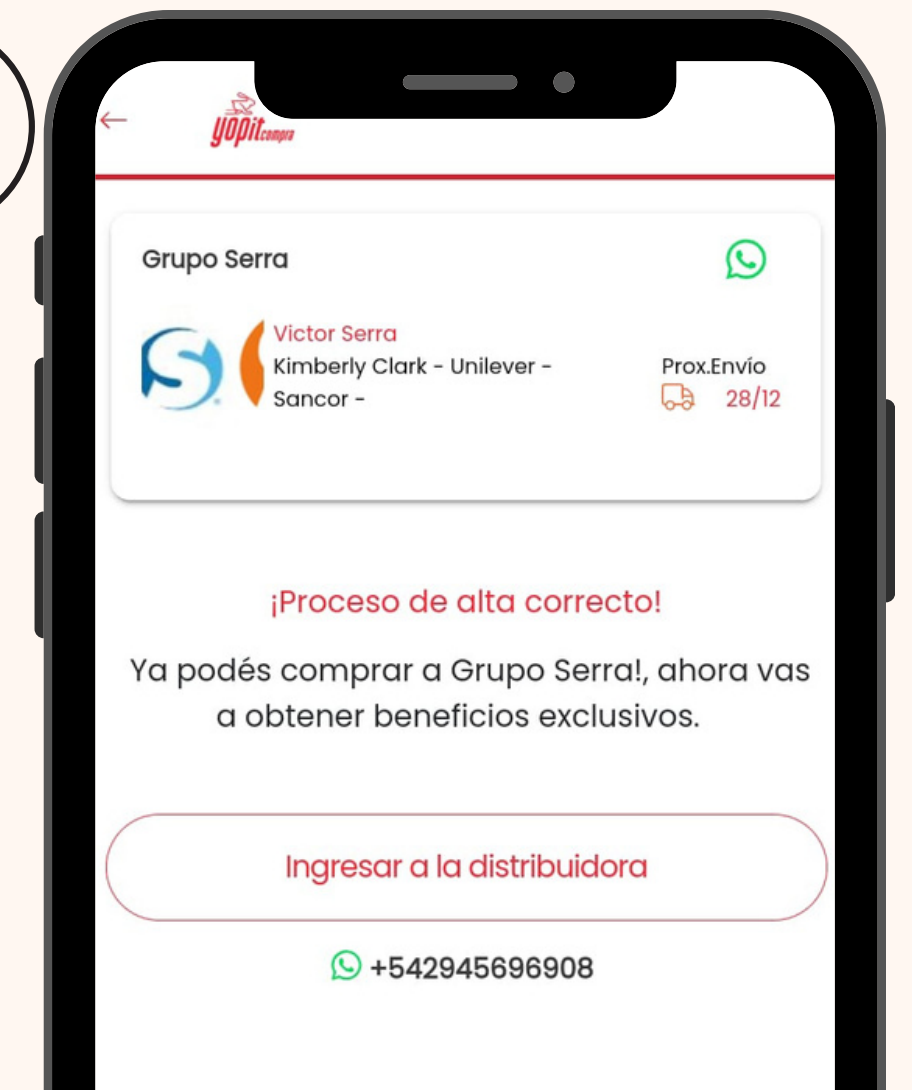 yopit compra
Grupo Serra
Victor Serra
Kimberly Clark - Unilever -
Sancor -
Prox.Envío
28/12
¡Proceso de alta correcto!
Ya podés comprar a Grupo Serra!, ahora vas
a obtener beneficios exclusivos.
Ingresar a la distribuidora
+542945696908